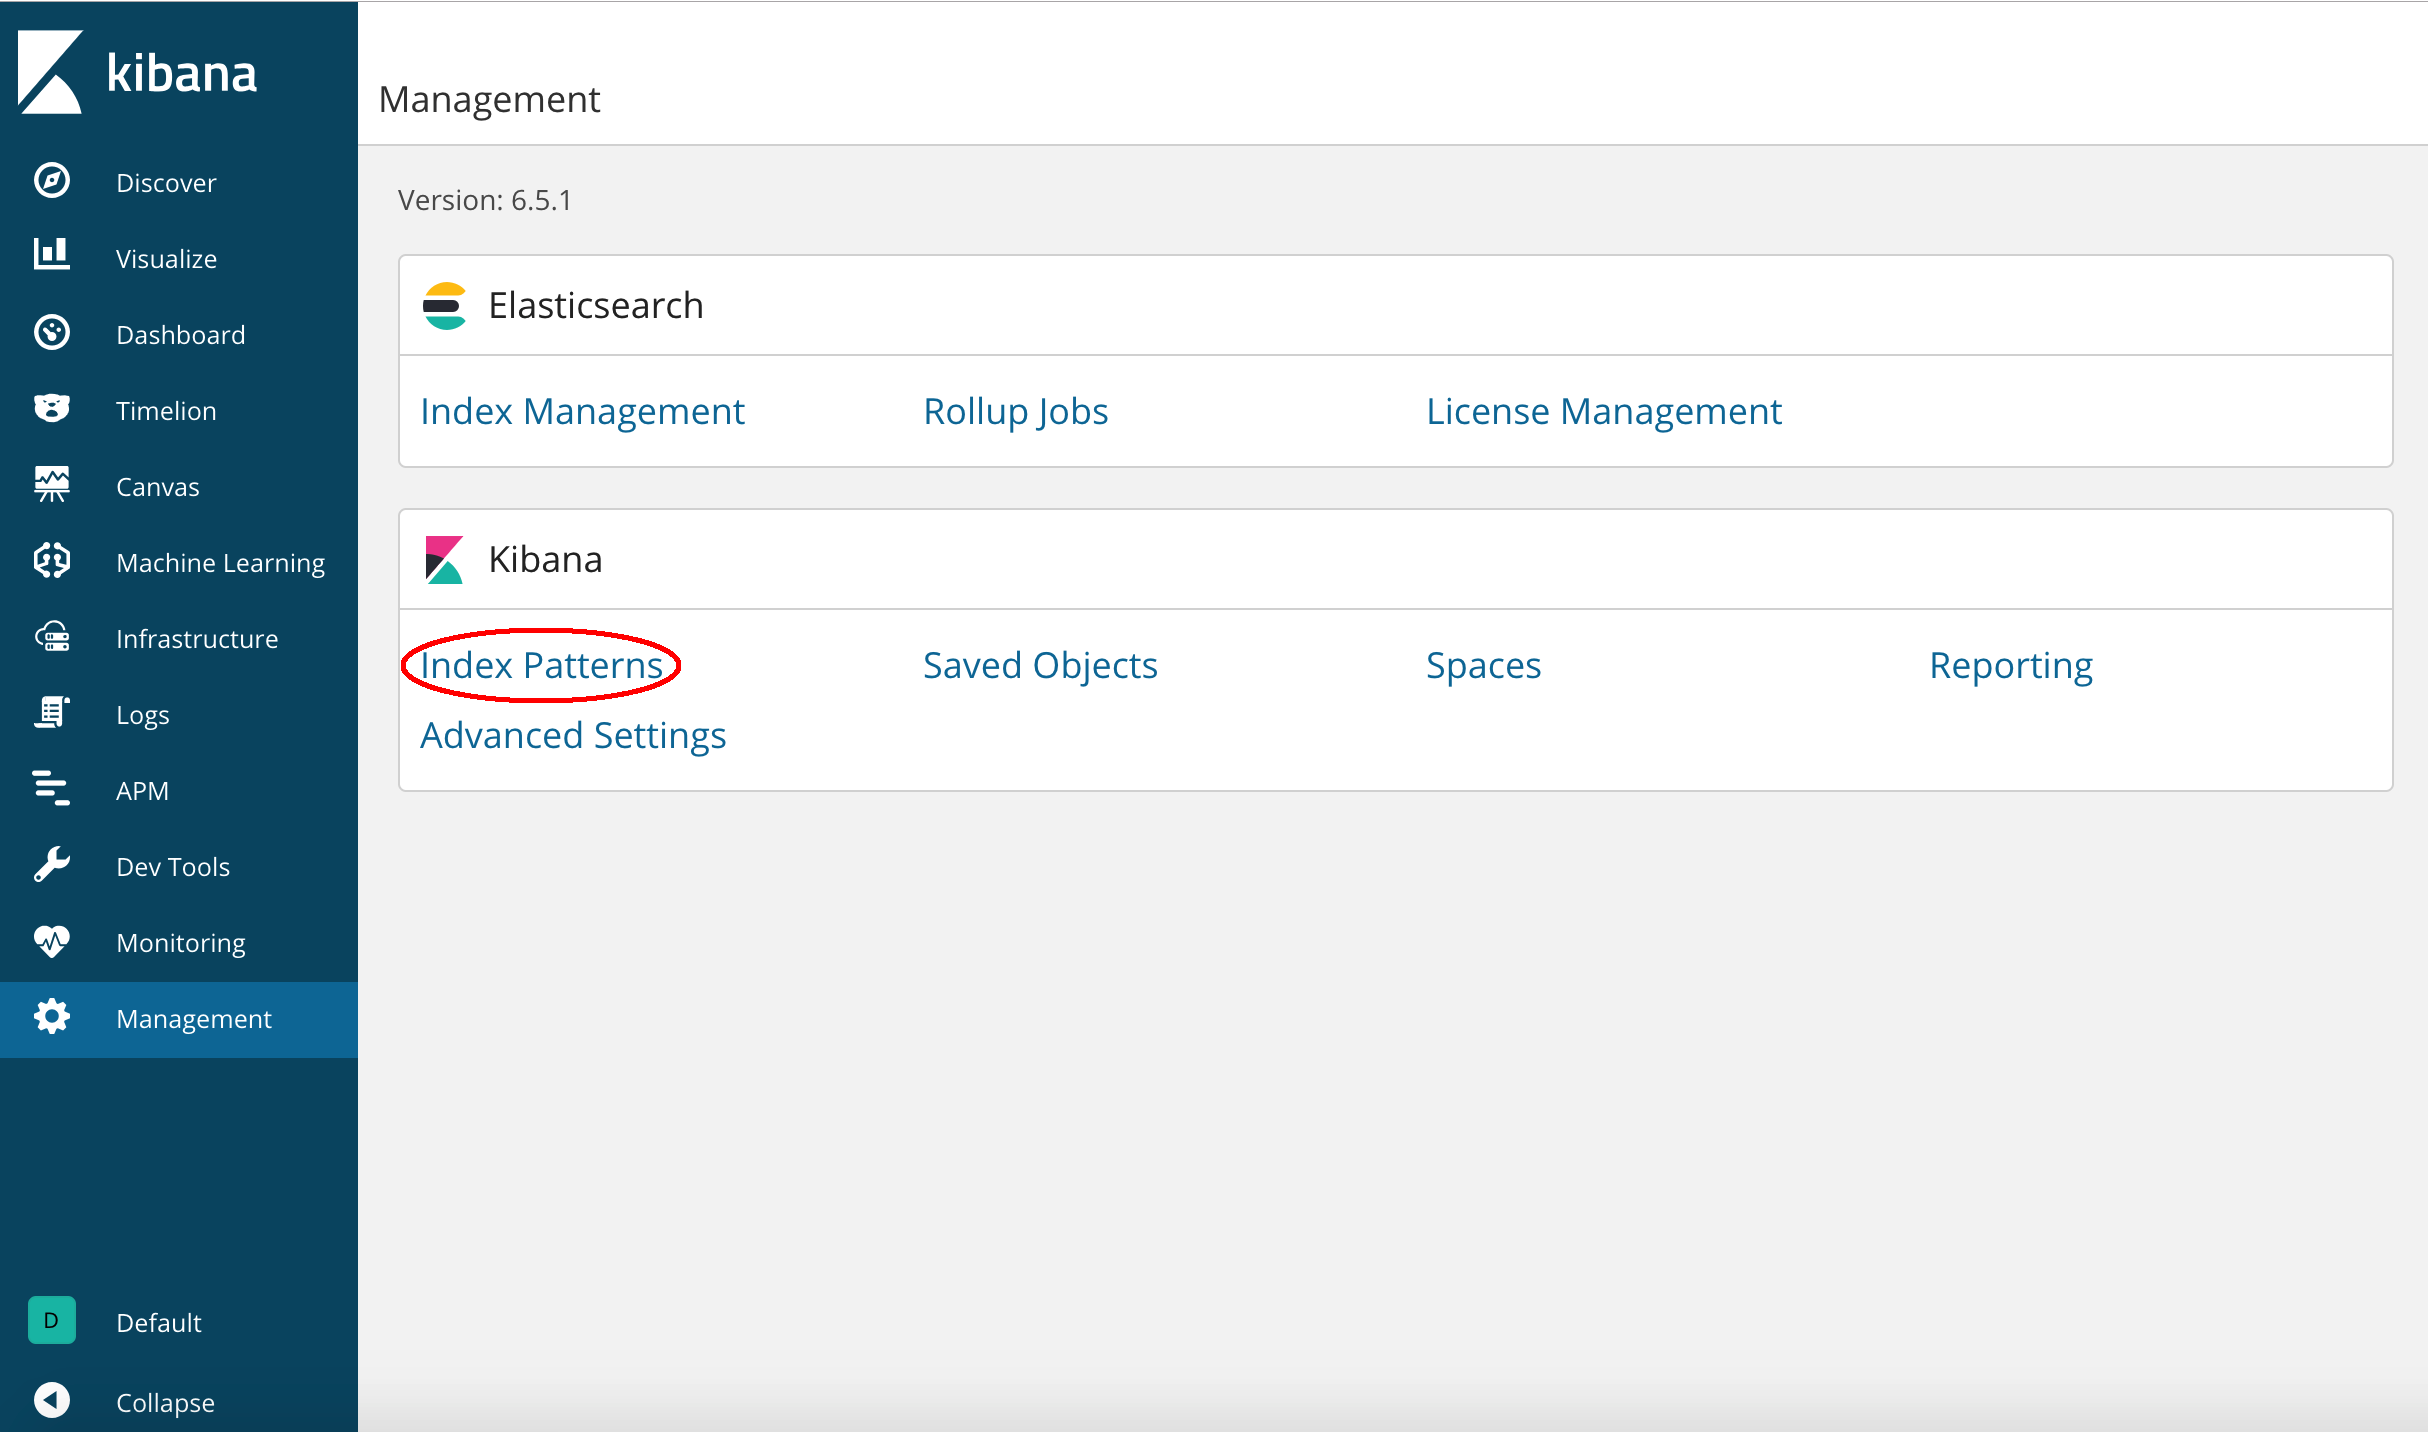 kibana
Discover
Visualize
Dashboard
Timelion
Canvas
Machine Learning
Infrastructure
Logs
APM
Dev Tools
Monitoring
Management
D Default
Collapse
Management
Version: 6.5.1
Elasticsearch
Index Management Rollup Jobs License Management
Kibana
Index Patterns Saved Objects Spaces Reporting
Advanced Settings